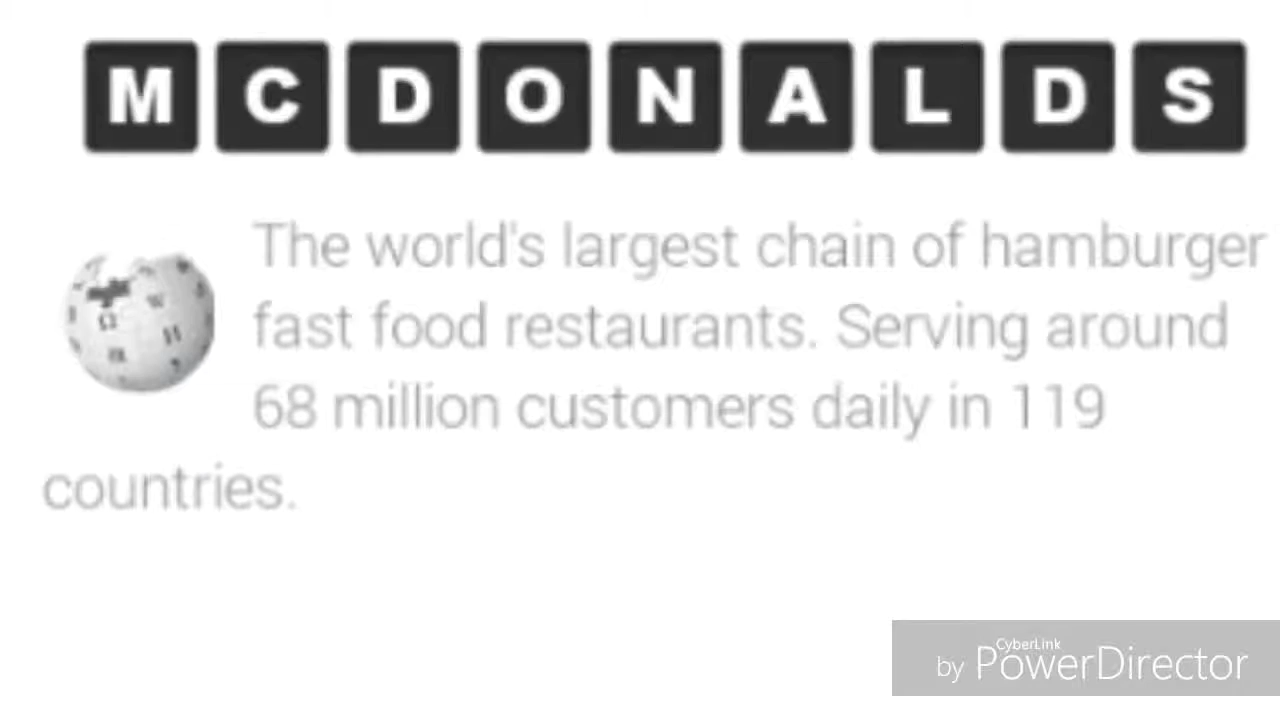 MCDONALDS
The world's largest chain of hamburger
fast food restaurants. Serving around
68 million customers daily in 119
countries.
CyberLink
by PowerDirector